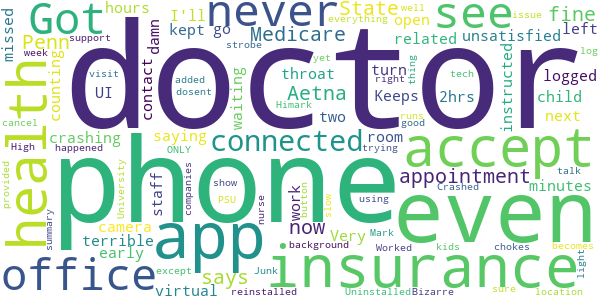 Got
never
see
State
fine
hours
I'll
kept
go
open
missed
Penn
damn
Medicare
related
unsatisfied
left
support
everything
well
issue
week
strobe
yet
log
doctor
counting
contact
visit
added
right
tech
thing
throat
turn
logged
UI
dosent
Aetna
Keeps
2hrs
instructed
child
waiting
Himark
two
runs
good
trying
next
health
crashing
saying
connected
room
accept
cancel
High
happened
ONLY
phone
even
appointment
minutes
staff
University
companies
show
PSU
nurse
work
button
slow
now
using
Crashed
talk
provided
terrible
camera
Very
Mark
Worked
kids
chokes
becomes
light
summary
early
except
app
says
background
office
virtual
reinstalled
Junk
insurance
Uninstalled
Bizarre
sure
location